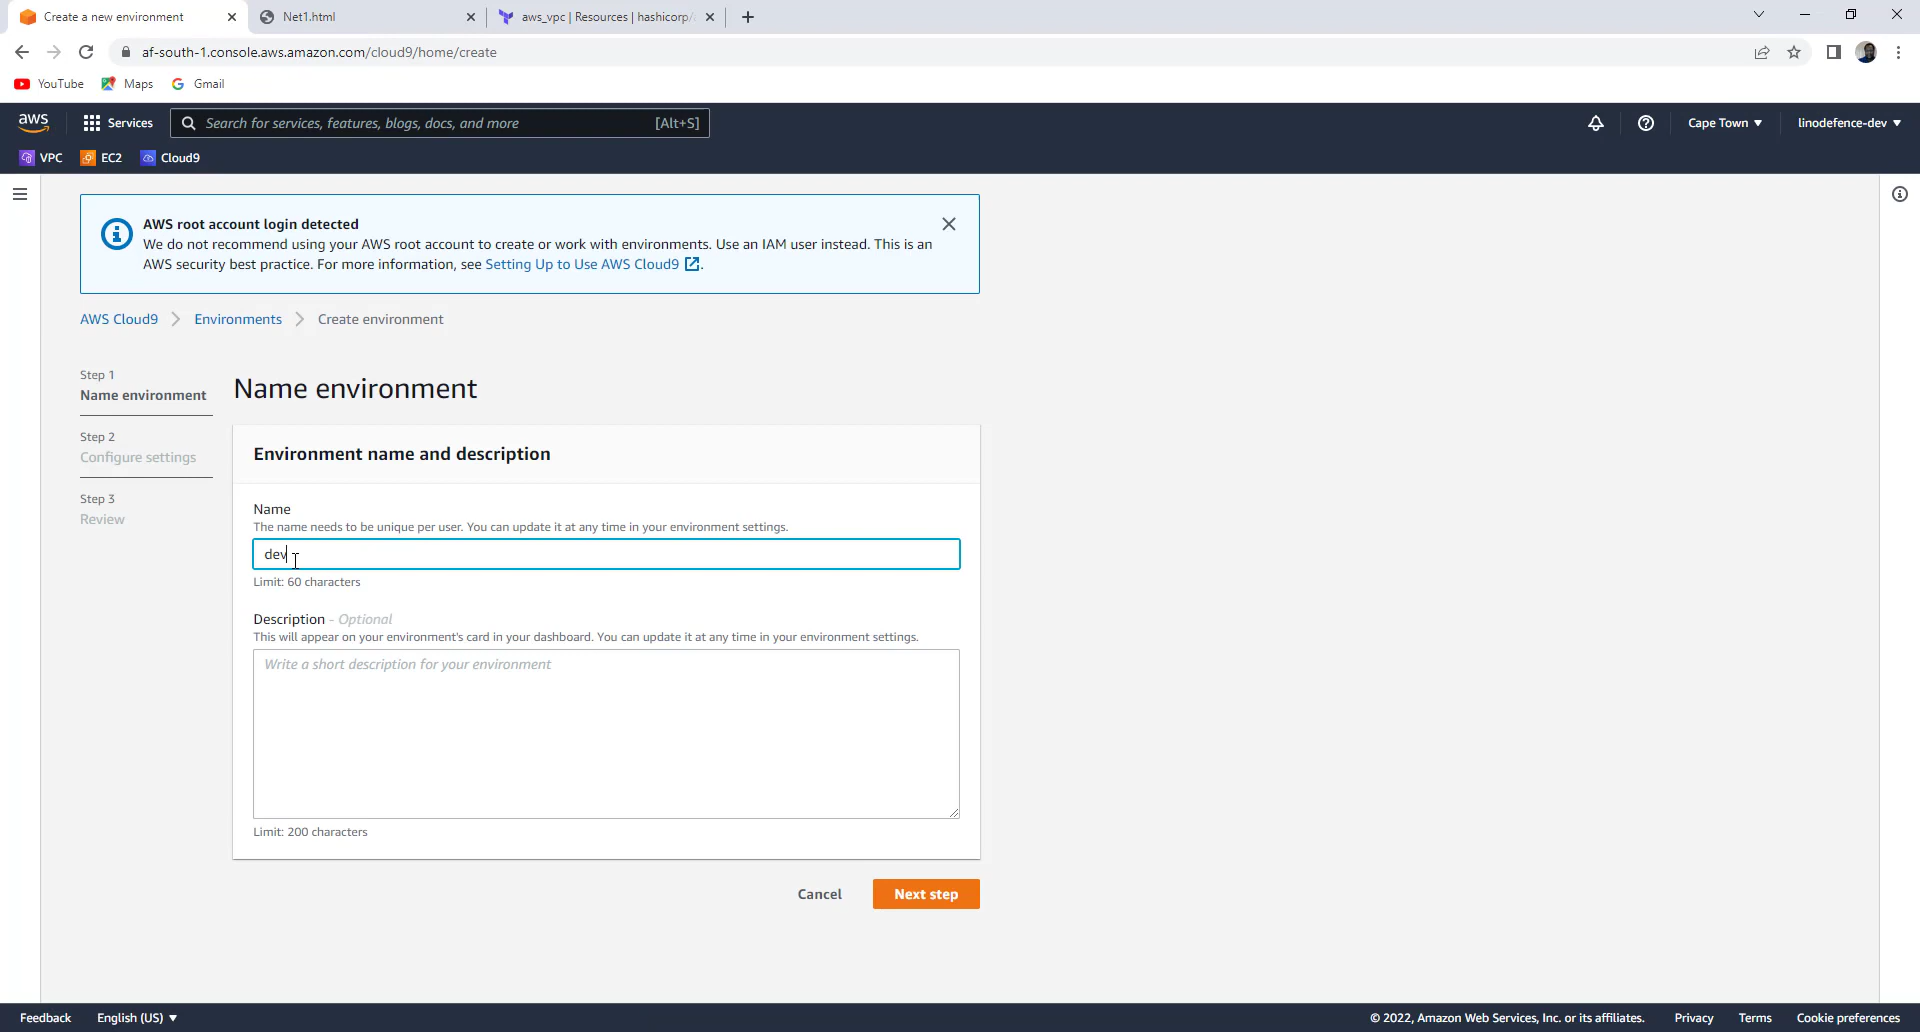 Create a new environment
Net1.html
aws_vpc | Resources | hashicorp/
af-south-1.console.aws.amazon.com/cloud9/home/create
YouTube
Maps
Gmail
aws
Services
Search for services, features, blogs, docs, and more
[Alt+S]
Cape Town
linodefence-dev
VPC
EC2
Cloud9
AWS root account login detected
We do not recommend using your AWS root account to create or work with environments. Use an IAM user instead. This is an
AWS security best practice. For more information, see Setting Up to Use AWS Cloud9 .
AWS Cloud9
Environments
Create environment
Step 1
Name environment
Step 2
Configure settings
Step 3
Review
Name environment
Environment name and description
Name
The name needs to be unique per user. You can update it at any time in your environment settings.
dev
Limit: 60 characters
Description - Optional
This will appear on your environment's card in your dashboard. You can update it at any time in your environment settings.
Write a short description for your environment
Limit: 200 characters
Cancel
Next step
Feedback
English (US)
© 2022, Amazon Web Services, Inc. or its affiliates.
Privacy
Terms
Cookie preferences